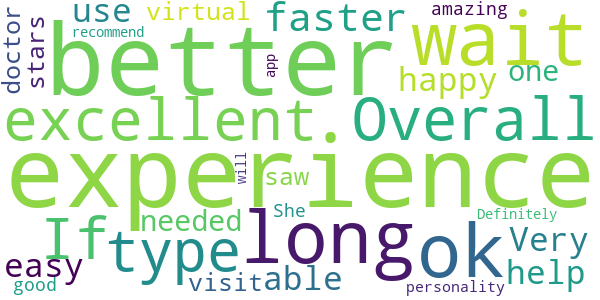 doctor
stars
use
recommend
virtual
faster
amazing
better
app
wait
happy
one
excellent.
Overall
experience
will
saw
If
needed
She
type
long
ok
Definitely
Very
easy
good
visit
able
help
personality